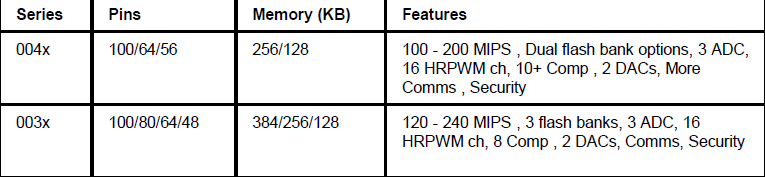 Series Pins Memory (KB) Features
004x 100/64/56 256/128 100 - 200 MIPS , Dual flash bank options, 3 ADC,
16 HRPWM ch, 10+ Comp , 2 DACs, More
Comms , Security
003x 100/80/64/48 384/256/128 120 - 240 MIPS , 3 flash banks, 3 ADC, 16
HRPWM ch, 8 Comp , 2 DACs, Comms, Security